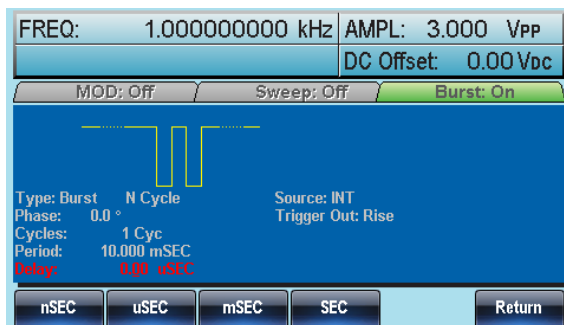 FREQ: 1.000000000 kHz AMPL: 3.000 VPP
DC Offset: 0.00 VDC
MOD: Off Sweep: Off Burst: On
Type: Burst N Cycle Source: INT
Phase: 0.0 ° Trigger Out: Rise
Cycles: 1 Cyc
Period: 10.000 mSEC
Delay: 0.00 uSEC
nSEC uSEC mSEC SEC Return